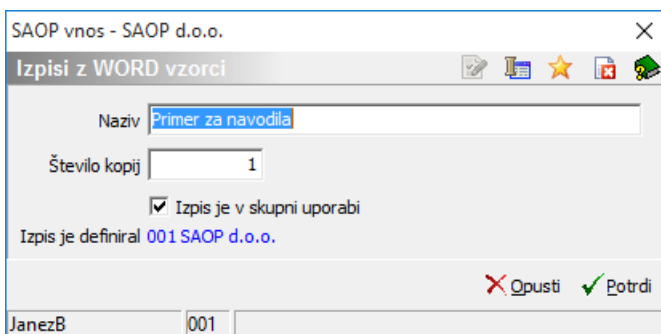 SAOP vnos - SAOP d.o.o.
Izpisi z WORD vzorci
Naziv Primer za navodila
Število kopij 1
Izpis je v skupni uporabi
Izpis je definiral 001 SAOP d.o.o.
Opusti Potrdi
JanezB 001